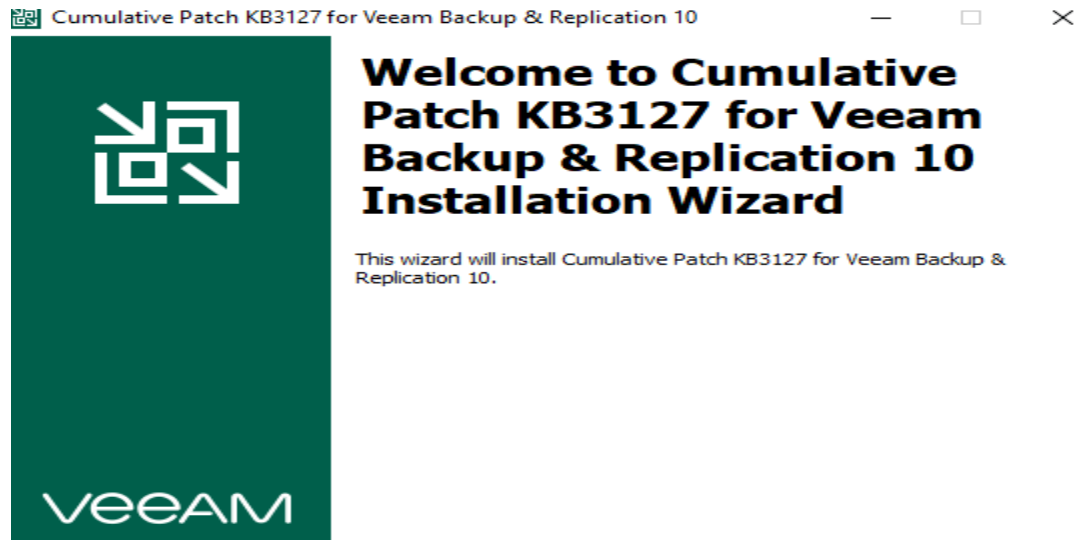 Cumulative Patch KB3127 for Veeam Backup & Replication 10
Welcome to Cumulative
Patch KB3127 for Veeam
Backup & Replication 10
Installation Wizard
This wizard will install Cumulative Patch KB3127 for Veeam Backup &
Replication 10.
veeAM